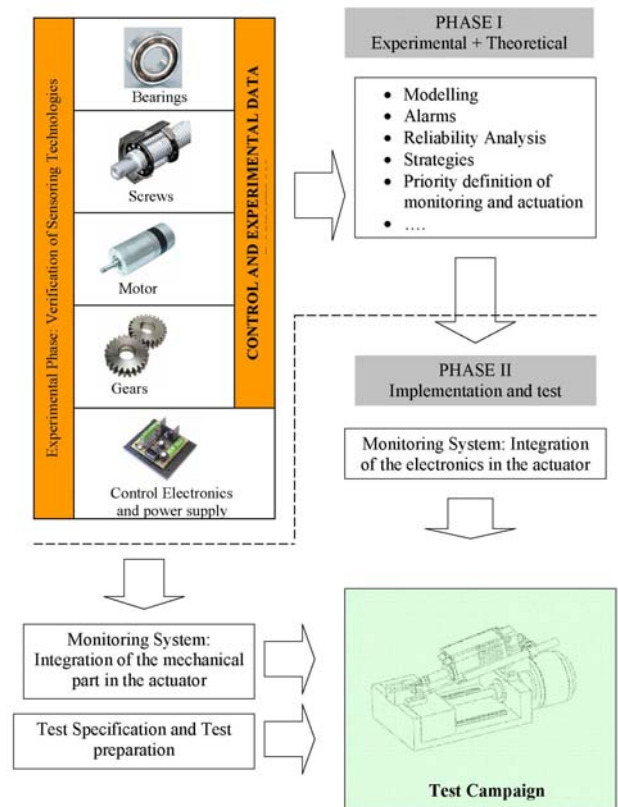 Experimental Phase: Verification of Sensoring Technologies
Bearings
Screws
Motor
Gears
Control Electronics
and power supply
CONTROL AND EXPERIMENTAL DATA
PHASE I
Experimental + Theoretical
• Modelling
• Alarms
• Reliability Analysis
• Strategies
• Priority definition of
monitoring and actuation
• ....
PHASE II
Implementation and test
Monitoring System: Integration
of the electronics in the actuator
Monitoring System:
Integration of the mechanical
part in the actuator
Test Specification and Test
preparation
Test Campaign